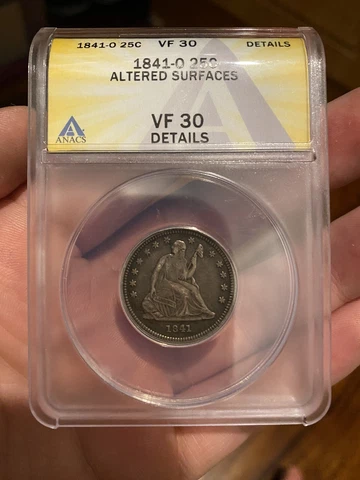 1841-O 25C VF 30 DETAILS
1841-O 25C
ALTERED SURFACES
VF 30
DETAILS
ANACS
1841